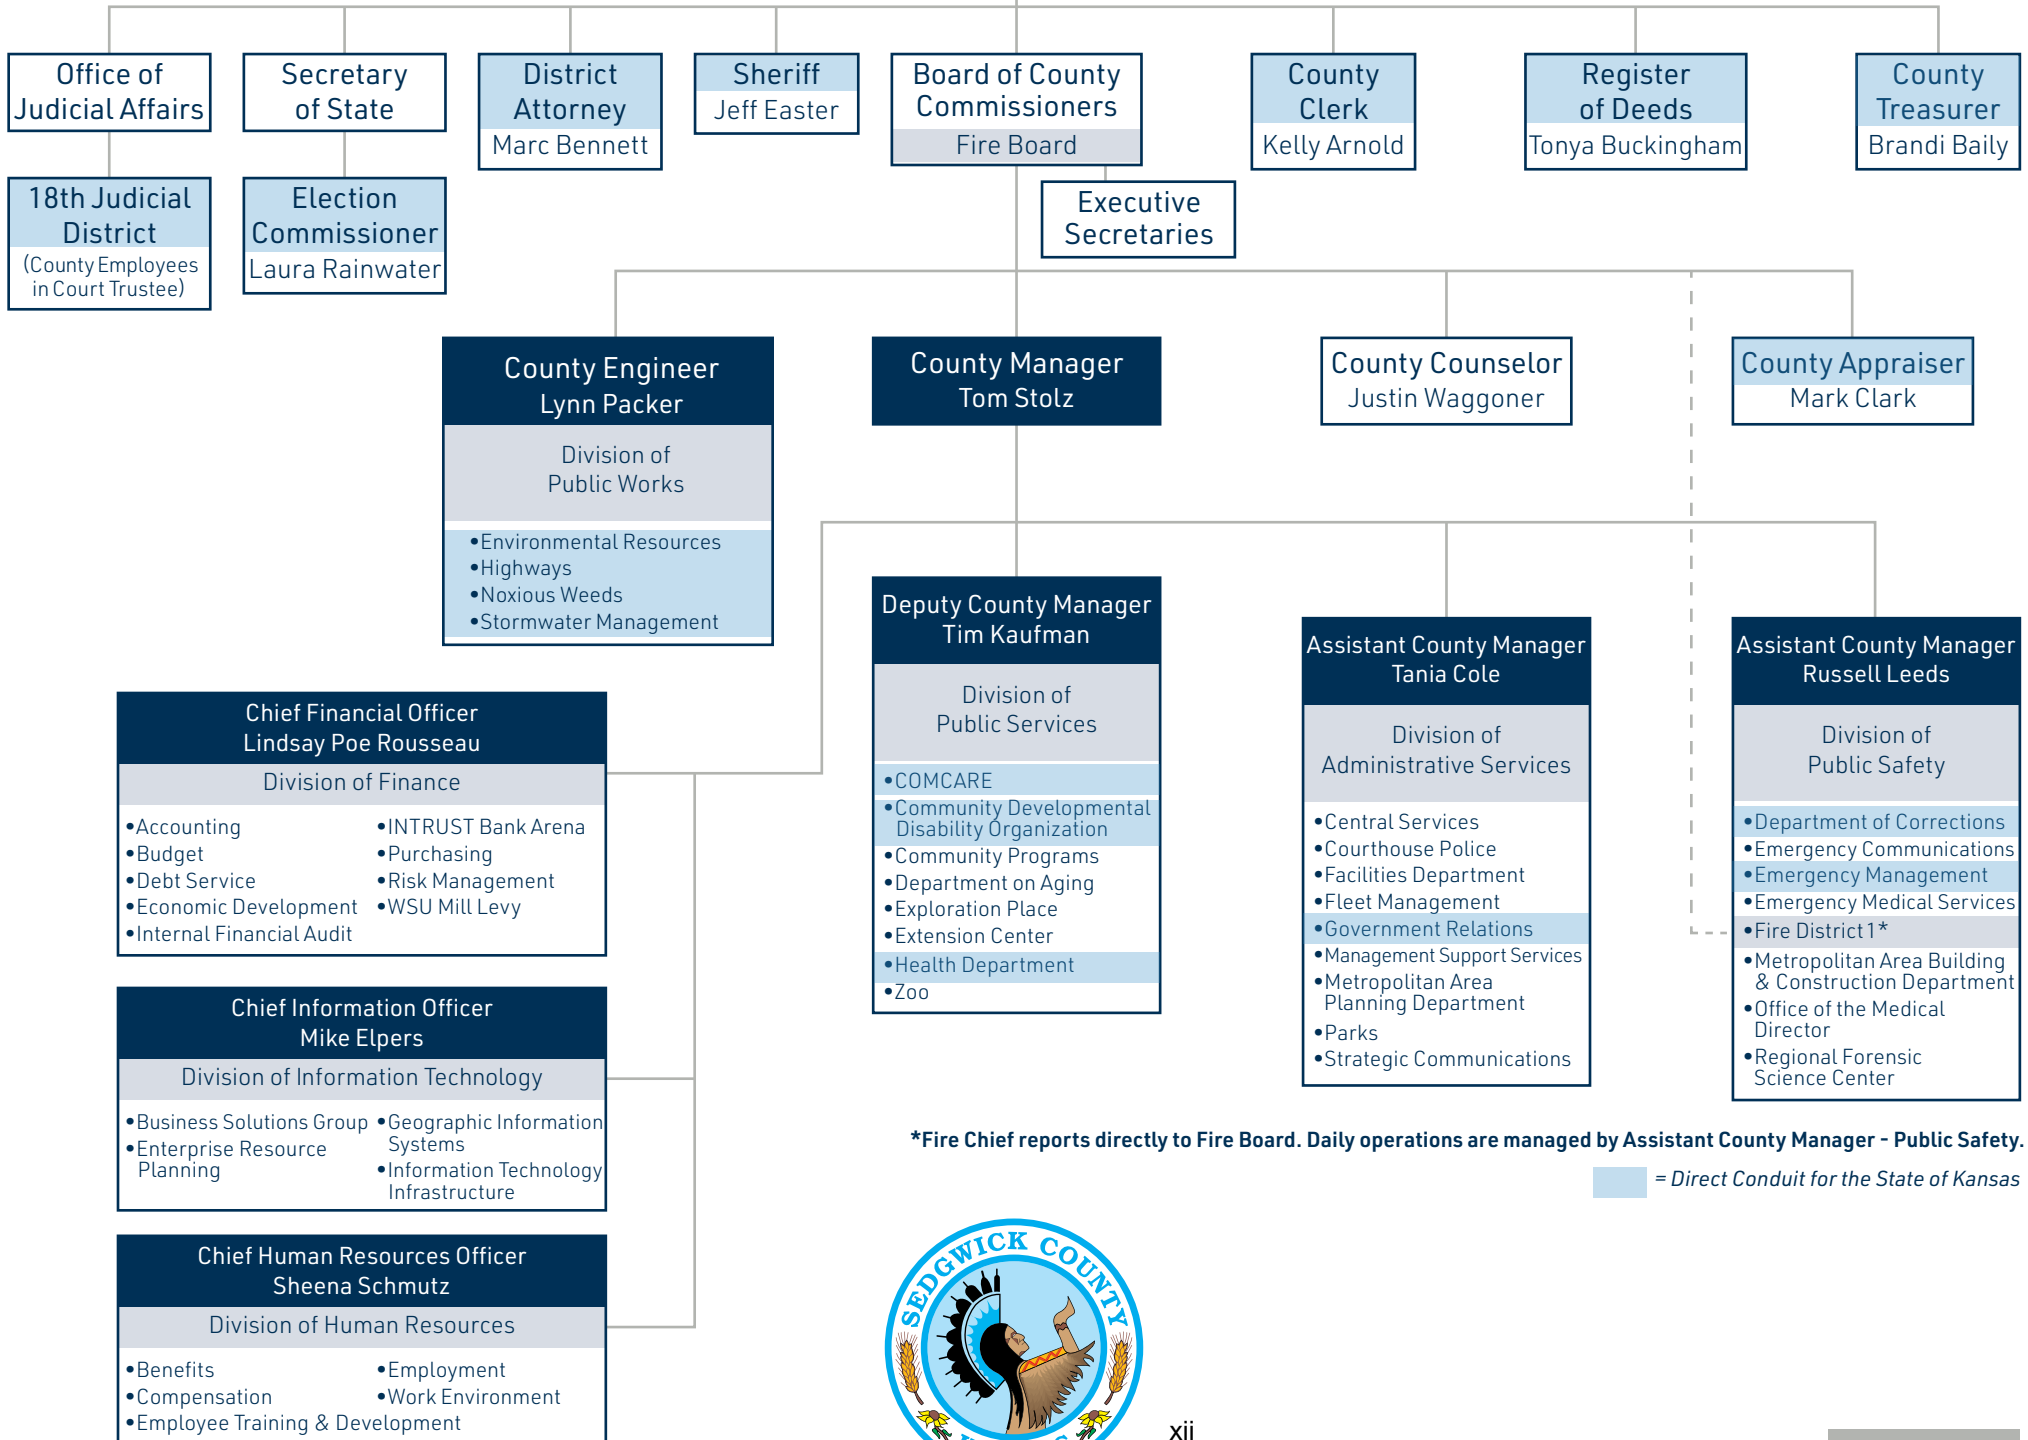 Office of
Judicial Affairs
Secretary
of State
District
Attorney
Marc Bennett
Sheriff
Jeff Easter
Board of County
Commissioners
Fire Board
County
Clerk
Kelly Arnold
Register
of Deeds
Tonya Buckingham
County
Treasurer
Brandi Baily
18th Judicial
District
(County Employees
in Court Trustee)
Election
Commissioner
Laura Rainwater
Executive
Secretaries
County Engineer
Lynn Packer
Division of
Public Works
•Environmental Resources
•Highways
•Noxious Weeds
•Stormwater Management
County Manager
Tom Stolz
County Counselor
Justin Waggoner
County Appraiser
Mark Clark
Chief Financial Officer
Lindsay Poe Rousseau
Division of Finance
•Accounting
•Budget
•Debt Service
•Economic Development
•Internal Financial Audit
•INTRUST Bank Arena
•Purchasing
•Risk Management
•WSU Mill Levy
Chief Information Officer
Mike Elpers
Division of Information Technology
•Business Solutions Group
•Enterprise Resource
Planning
•Geographic Information
Systems
•Information Technology
Infrastructure
Chief Human Resources Officer
Sheena Schmutz
Division of Human Resources
•Benefits
•Compensation
•Employee Training & Development
•Employment
•Work Environment
Deputy County Manager
Tim Kaufman
Division of
Public Services
•COMCARE
•Community Developmental
Disability Organization
•Community Programs
•Department on Aging
•Exploration Place
•Extension Center
•Health Department
•Zoo
Assistant County Manager
Tania Cole
Division of
Administrative Services
•Central Services
•Courthouse Police
•Facilities Department
•Fleet Management
•Government Relations
•Management Support Services
•Metropolitan Area
Planning Department
•Parks
•Strategic Communications
Assistant County Manager
Russell Leeds
Division of
Public Safety
•Department of Corrections
•Emergency Communications
•Emergency Management
•Emergency Medical Services
•Fire District 1*
•Metropolitan Area Building
& Construction Department
•Office of the Medical
Director
•Regional Forensic
Science Center
*Fire Chief reports directly to Fire Board. Daily operations are managed by Assistant County Manager - Public Safety.
= Direct Conduit for the State of Kansas
SEDGWICK COUNTY
xii